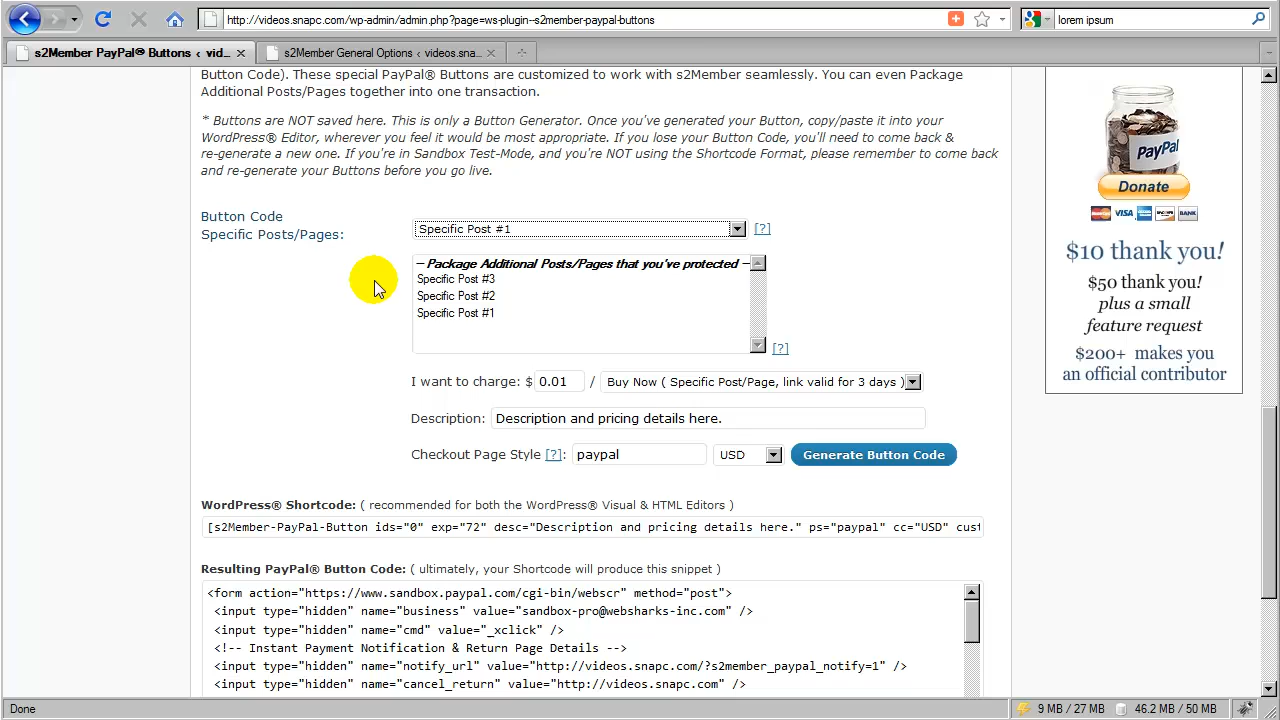 http://videos.snapc.com/wp-admin/admin.php?page=ws-plugin--s2member-paypal-buttons
lorem ipsum
s2Member PayPal® Buttons ‹ vid...
s2Member General Options ‹ videos.sna...
Button Code). These special PayPal® Buttons are customized to work with s2Member seamlessly. You can even Package
Additional Posts/Pages together into one transaction.
* Buttons are NOT saved here. This is only a Button Generator. Once you've generated your Button, copy/paste it into your
WordPress® Editor, wherever you feel it would be most appropriate. If you lose your Button Code, you'll need to come back &
re-generate a new one. If you're in Sandbox Test-Mode, and you're NOT using the Shortcode Format, please remember to come back
and re-generate your Buttons before you go live.
Button Code
Specific Posts/Pages:
Specific Post #1
[?]
-- Package Additional Posts/Pages that you've protected --
Specific Post #3
Specific Post #2
Specific Post #1
[?]
I want to charge: $ 0.01 / Buy Now ( Specific Post/Page, link valid for 3 days )
Description: Description and pricing details here.
Checkout Page Style [?]: paypal USD Generate Button Code
WordPress® Shortcode: ( recommended for both the WordPress® Visual & HTML Editors )
[s2Member-PayPal-Button ids="0" exp="72" desc="Description and pricing details here." ps="paypal" cc="USD" cust
Resulting PayPal® Button Code: ( ultimately, your Shortcode will produce this snippet )
<form action="https://www.sandbox.paypal.com/cgi-bin/webscr" method="post">
<input type="hidden" name="business" value="sandbox-pro@websharks-inc.com" />
<input type="hidden" name="cmd" value="_xclick" />
<!-- Instant Payment Notification & Return Page Details -->
<input type="hidden" name="notify_url" value="http://videos.snapc.com/?s2member_paypal_notify=1" />
<input type="hidden" name="cancel_return" value="http://videos.snapc.com" />
PayPal
Donate
VISA
BANK
$10 thank you!
$50 thank you!
plus a small
feature request
$200+ makes you
an official contributor
Done
9 MB / 27 MB
46.2 MB / 50 MB